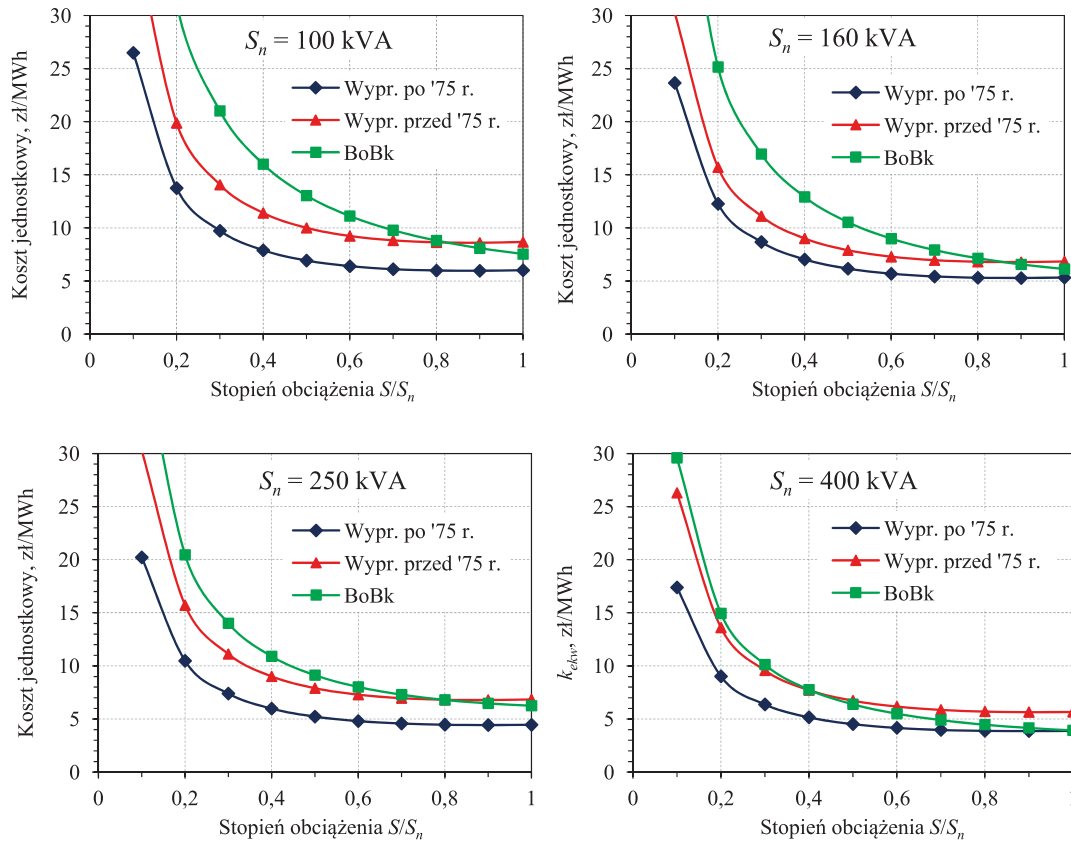 Koszt jednostkowy, zł/MWh
30
25
20
15
10
5
0
S_n = 100 kVA
Wypr. po '75 r.
Wypr. przed '75 r.
BoBk
0 0,2 0,4 0,6 0,8 1
Stopień obciążenia S/S_n
Koszt jednostkowy, zł/MWh
30
25
20
15
10
5
0
S_n = 160 kVA
Wypr. po '75 r.
Wypr. przed '75 r.
BoBk
0 0,2 0,4 0,6 0,8 1
Stopień obciążenia S/S_n
Koszt jednostkowy, zł/MWh
30
25
20
15
10
5
0
S_n = 250 kVA
Wypr. po '75 r.
Wypr. przed '75 r.
BoBk
0 0,2 0,4 0,6 0,8 1
Stopień obciążenia S/S_n
k_ekw, zł/MWh
30
25
20
15
10
5
0
S_n = 400 kVA
Wypr. po '75 r.
Wypr. przed '75 r.
BoBk
0 0,2 0,4 0,6 0,8 1
Stopień obciążenia S/S_n